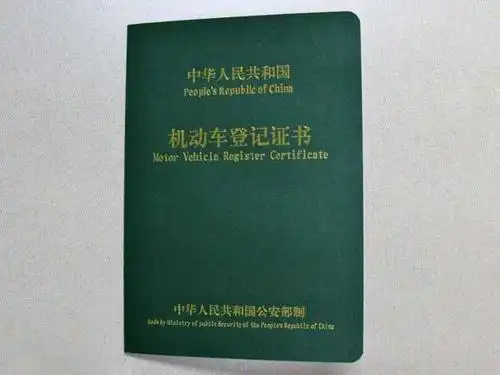 中华人民共和国
People's Republic of China
机动车登记证书
Motor Vehicle Register Certificate
中华人民共和国公安部制
Made by Ministry of public Security of the People's Republic of China